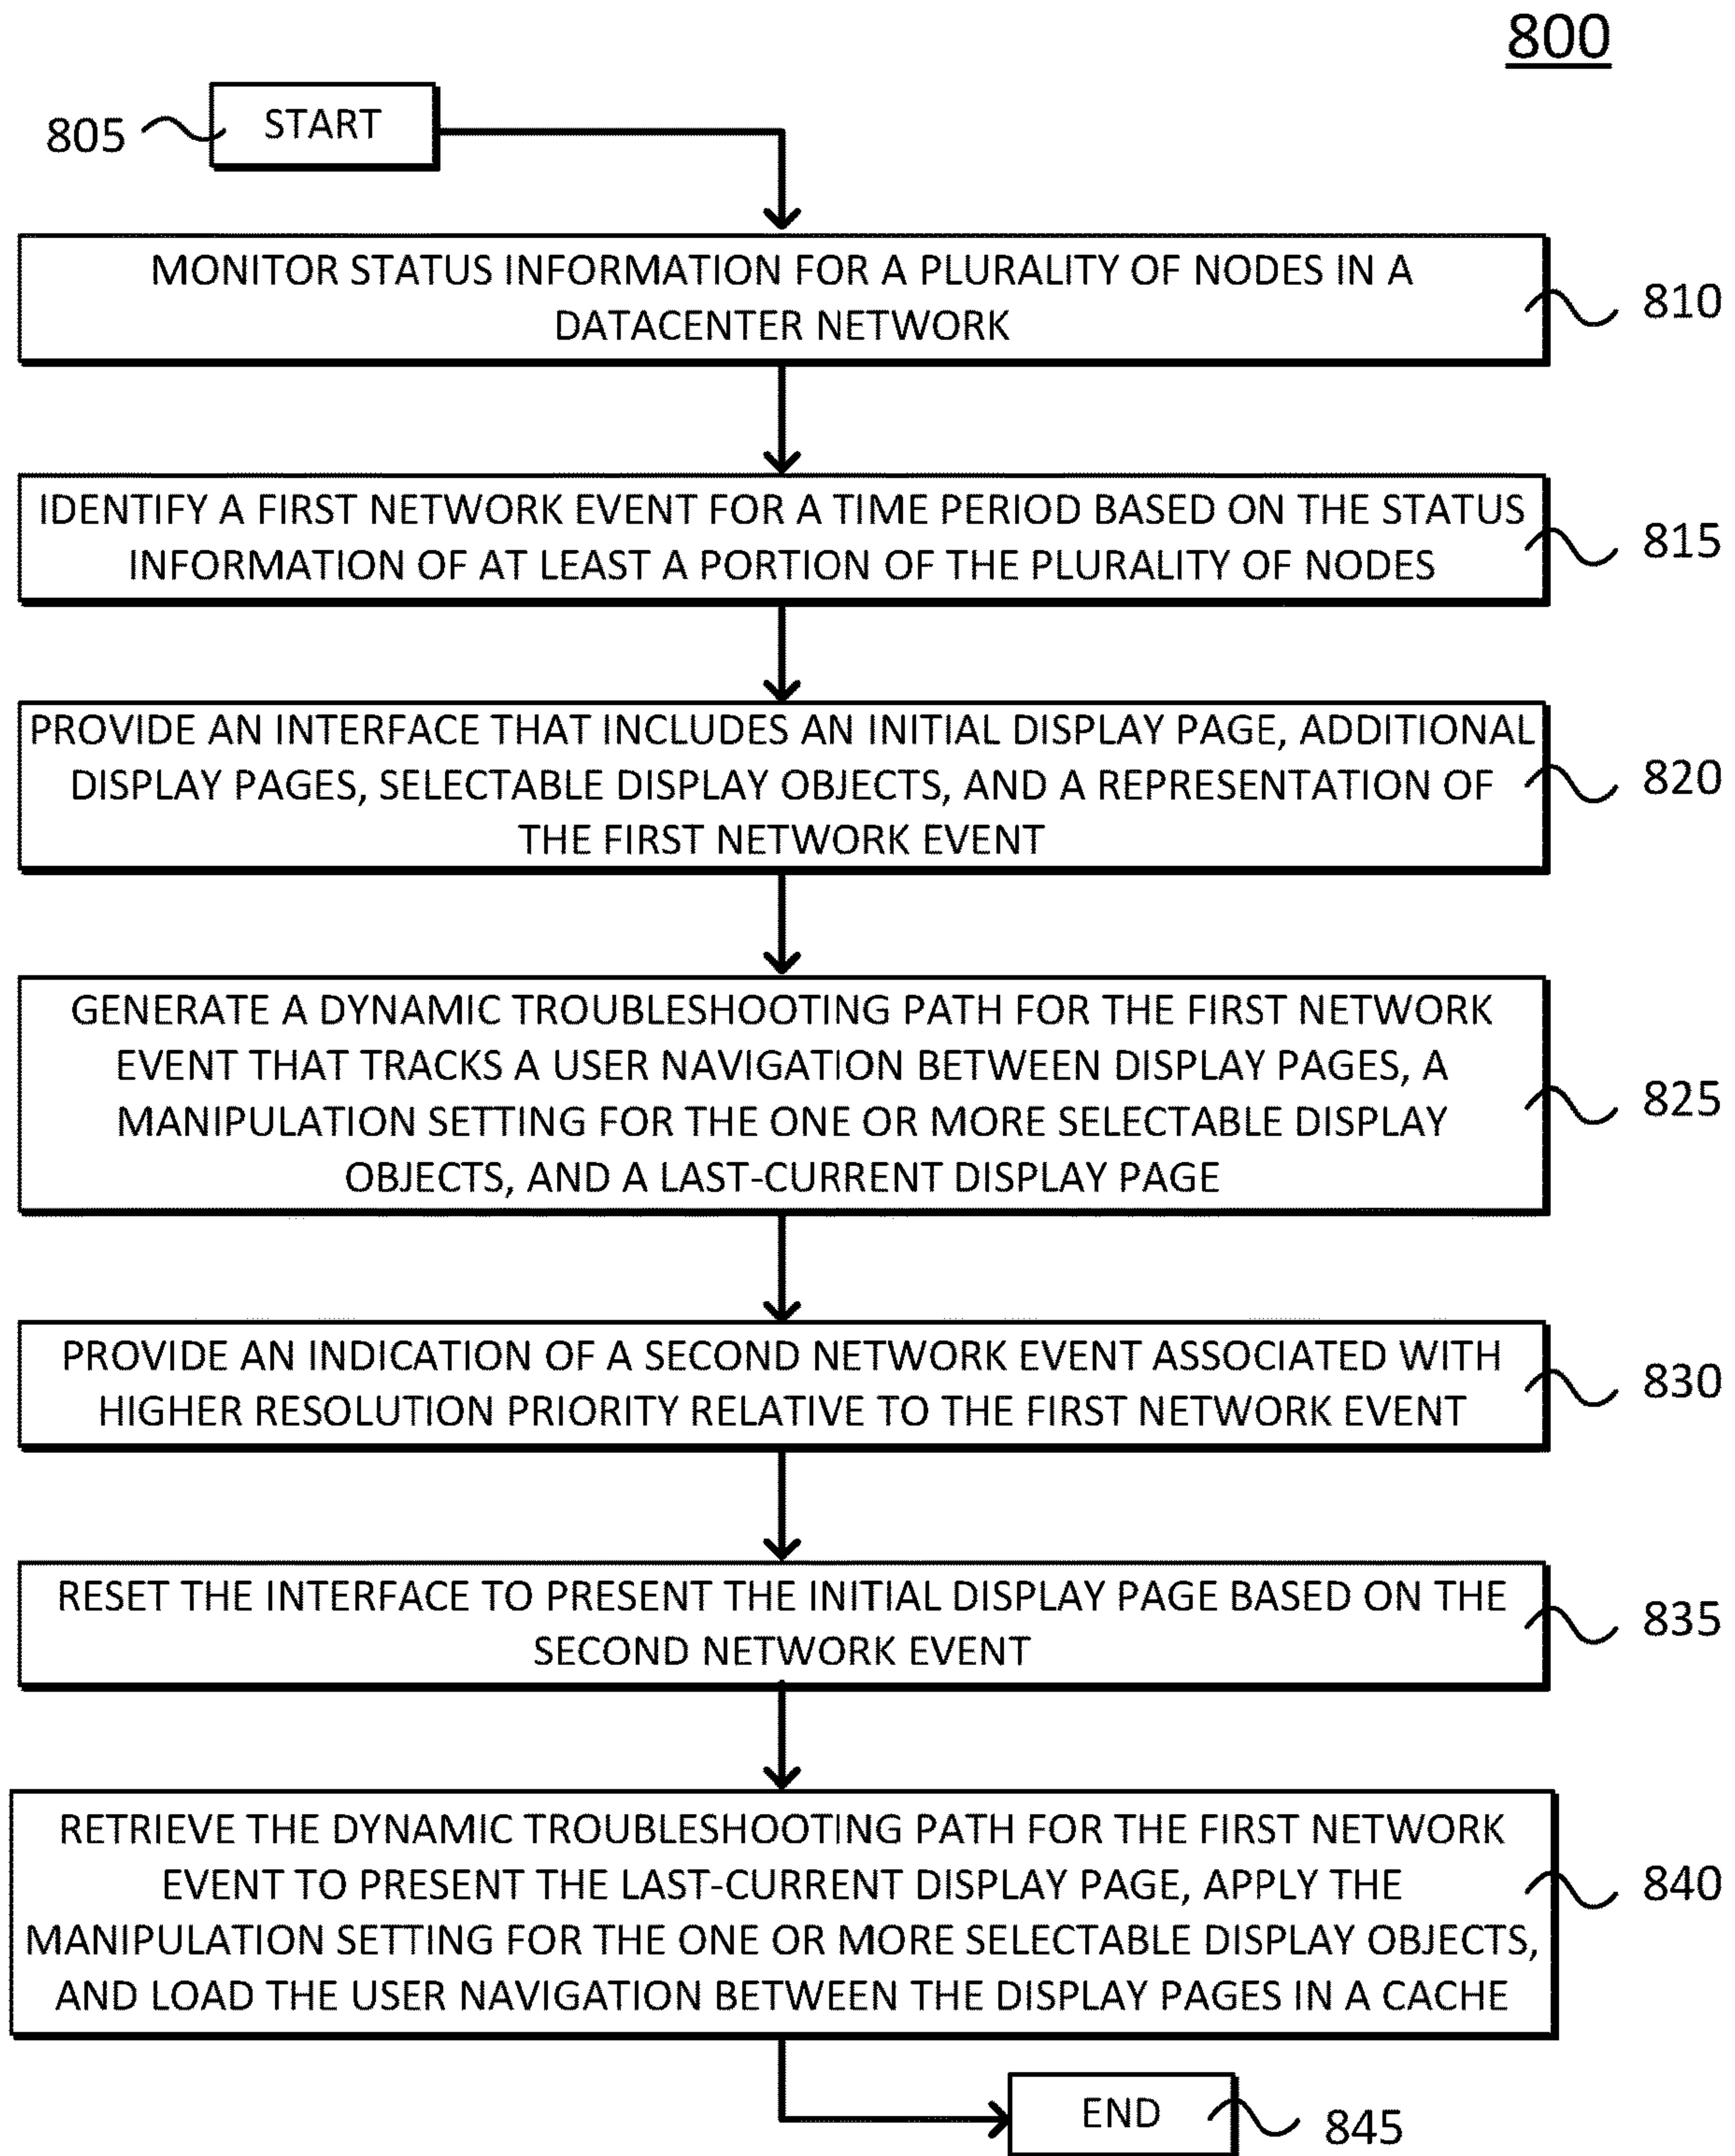 800
805
START
MONITOR STATUS INFORMATION FOR A PLURALITY OF NODES IN A
DATACENTER NETWORK
810
IDENTIFY A FIRST NETWORK EVENT FOR A TIME PERIOD BASED ON THE STATUS
INFORMATION OF AT LEAST A PORTION OF THE PLURALITY OF NODES
815
PROVIDE AN INTERFACE THAT INCLUDES AN INITIAL DISPLAY PAGE, ADDITIONAL
DISPLAY PAGES, SELECTABLE DISPLAY OBJECTS, AND A REPRESENTATION OF
THE FIRST NETWORK EVENT
820
GENERATE A DYNAMIC TROUBLESHOOTING PATH FOR THE FIRST NETWORK
EVENT THAT TRACKS A USER NAVIGATION BETWEEN DISPLAY PAGES, A
MANIPULATION SETTING FOR THE ONE OR MORE SELECTABLE DISPLAY
OBJECTS, AND A LAST-CURRENT DISPLAY PAGE
825
PROVIDE AN INDICATION OF A SECOND NETWORK EVENT ASSOCIATED WITH
HIGHER RESOLUTION PRIORITY RELATIVE TO THE FIRST NETWORK EVENT
830
RESET THE INTERFACE TO PRESENT THE INITIAL DISPLAY PAGE BASED ON THE
SECOND NETWORK EVENT
835
RETRIEVE THE DYNAMIC TROUBLESHOOTING PATH FOR THE FIRST NETWORK
EVENT TO PRESENT THE LAST-CURRENT DISPLAY PAGE, APPLY THE
MANIPULATION SETTING FOR THE ONE OR MORE SELECTABLE DISPLAY OBJECTS,
AND LOAD THE USER NAVIGATION BETWEEN THE DISPLAY PAGES IN A CACHE
840
END
845